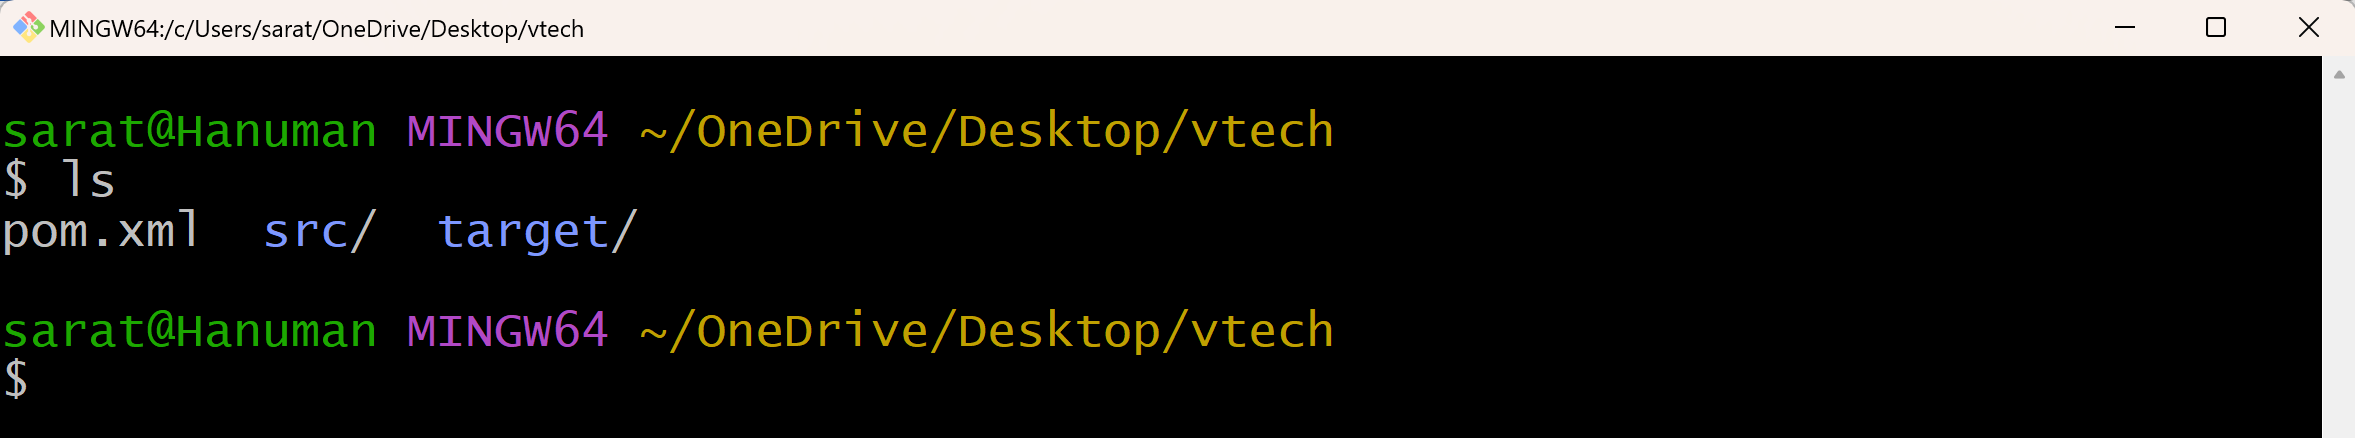 MINGW64:/c/Users/sarat/OneDrive/Desktop/vtech
sarat@Hanuman MINGW64 ~/OneDrive/Desktop/vtech
$ ls
pom.xml  src/  target/
sarat@Hanuman MINGW64 ~/OneDrive/Desktop/vtech
$